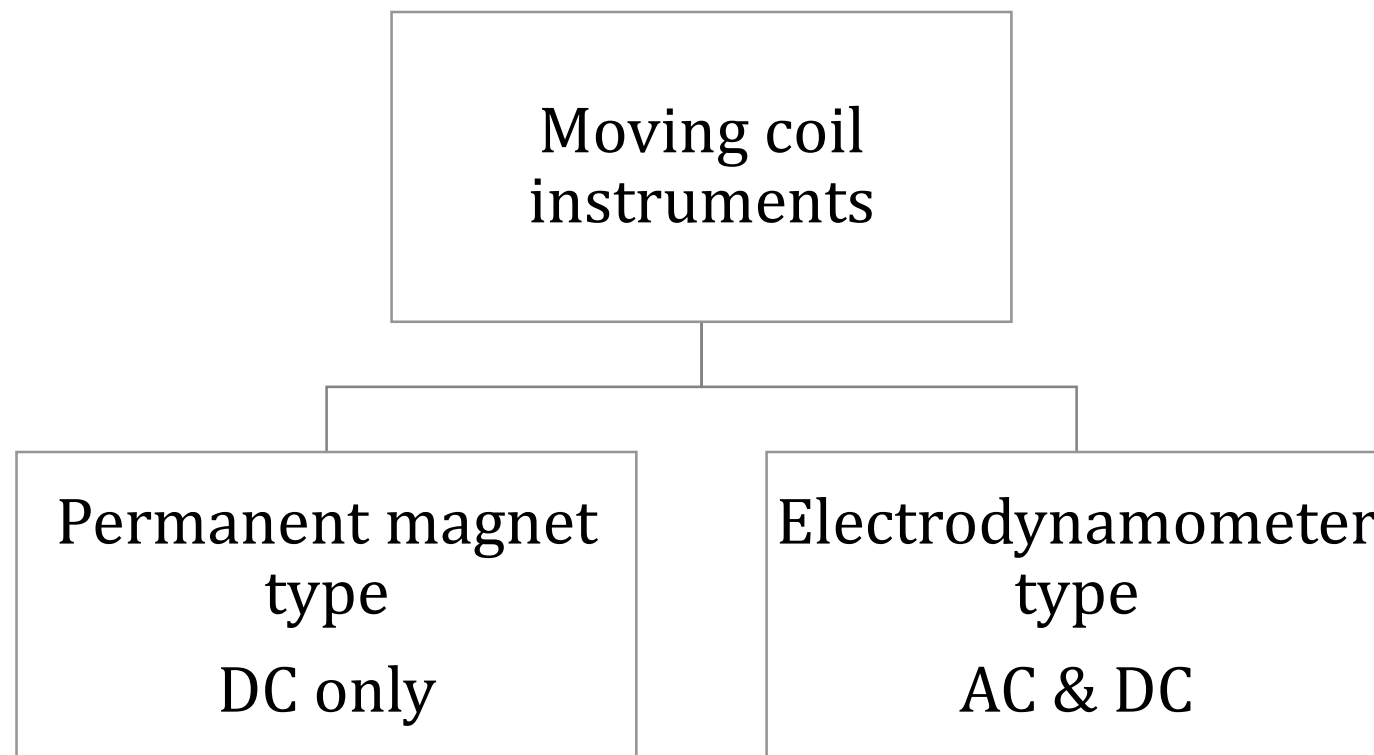 Moving coil
instruments
Permanent magnet
type
DC only
Electrodynamometer
type
AC & DC